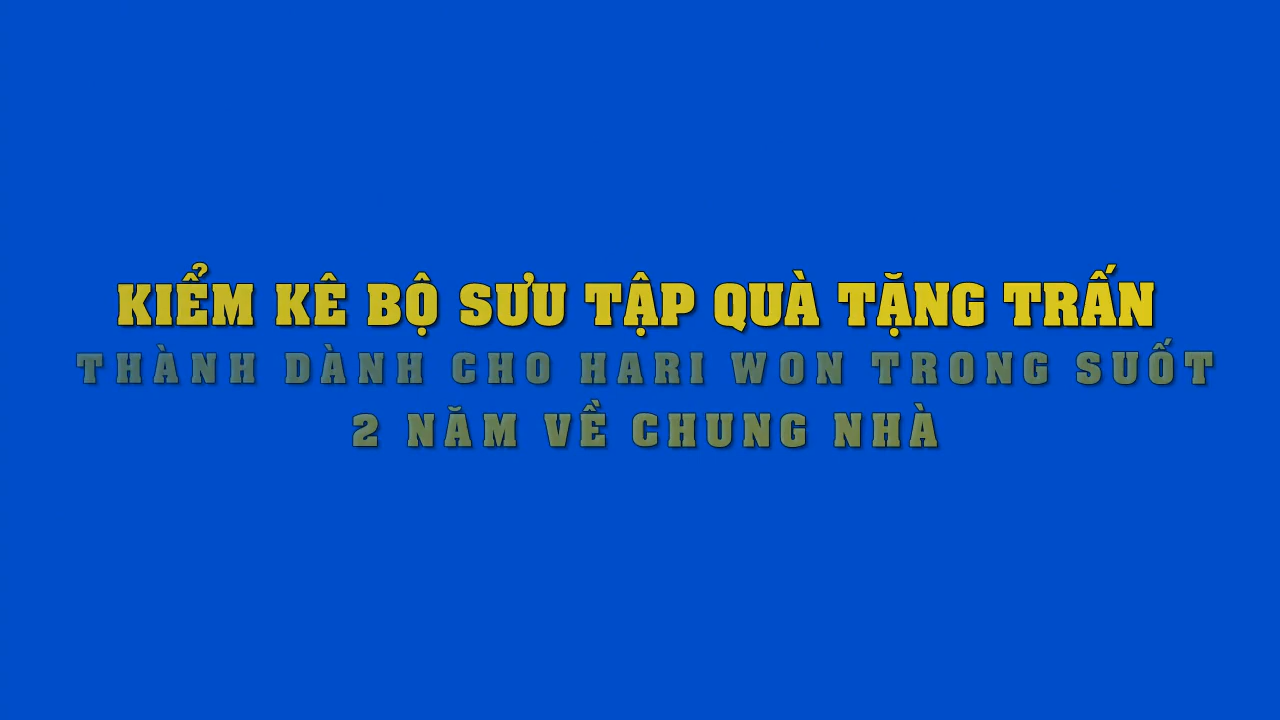 KIỂM KÊ BỘ SƯU TẬP QUÀ TẶNG TRẤN
THÀNH DÀNH CHO HARI WON TRONG SUỐT
2 NĂM VỀ CHUNG NHÀ